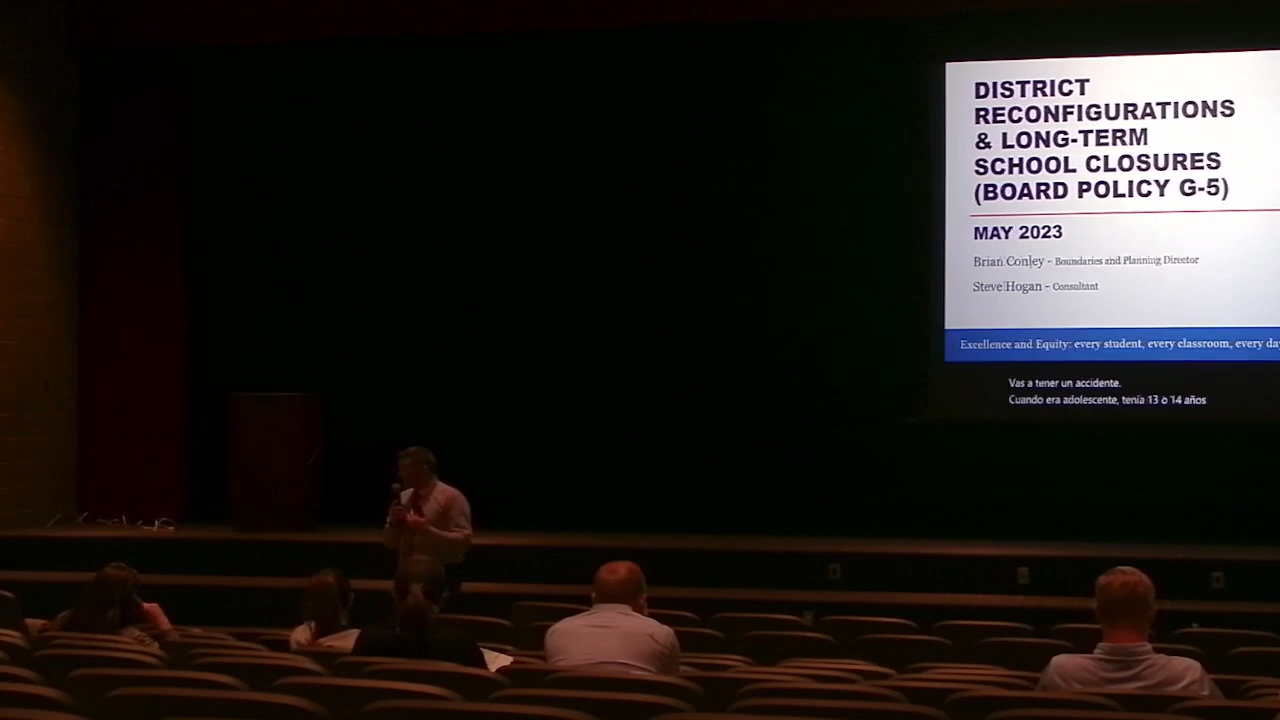 DISTRICT
RECONFIGURATIONS
& LONG-TERM
SCHOOL CLOSURES
(BOARD POLICY G-5)
MAY 2023
Brian Conley - Boundaries and Planning Director
Steve Hogan - Consultant
Excellence and Equity: every student, every classroom, every da
Vas a tener un accidente.
Cuando era adolescente, tenía 13 o 14 años